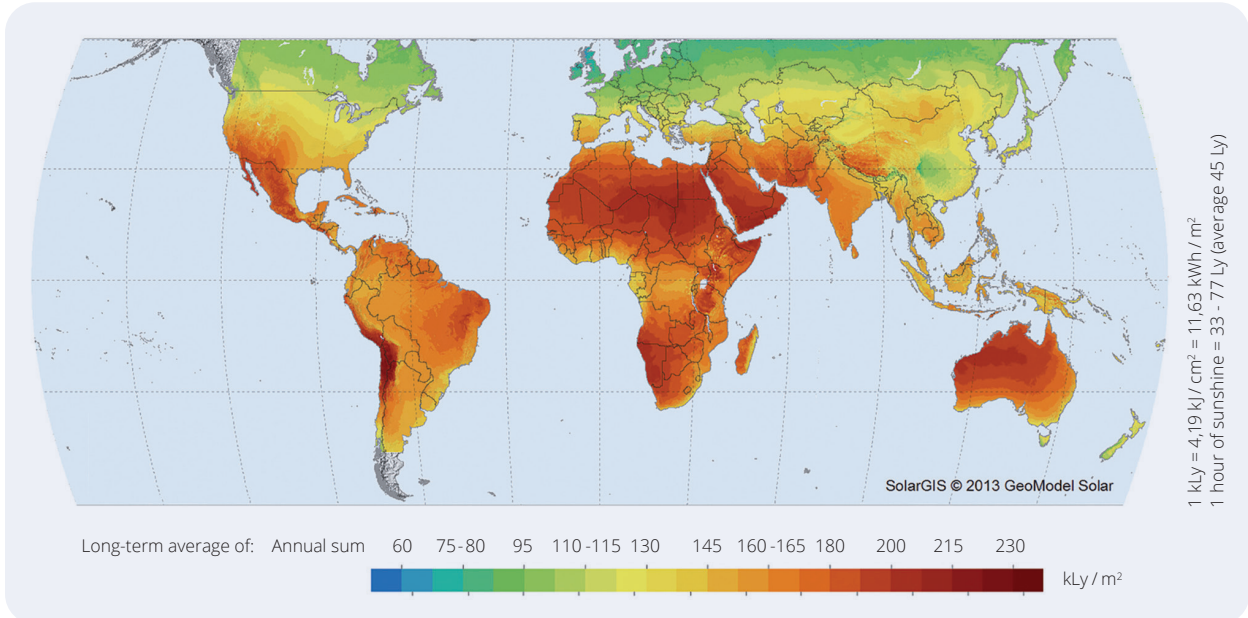 SolarGIS © 2013 GeoModel Solar
Long-term average of: Annual sum 60 75-80 95 110 -115 130 145 160 -165 180 200 215 230
kLy / m²
1 kLy = 4,19 kJ / cm² = 11,63 kWh / m²
1 hour of sunshine = 33 - 77 Ly (average 45 Ly)